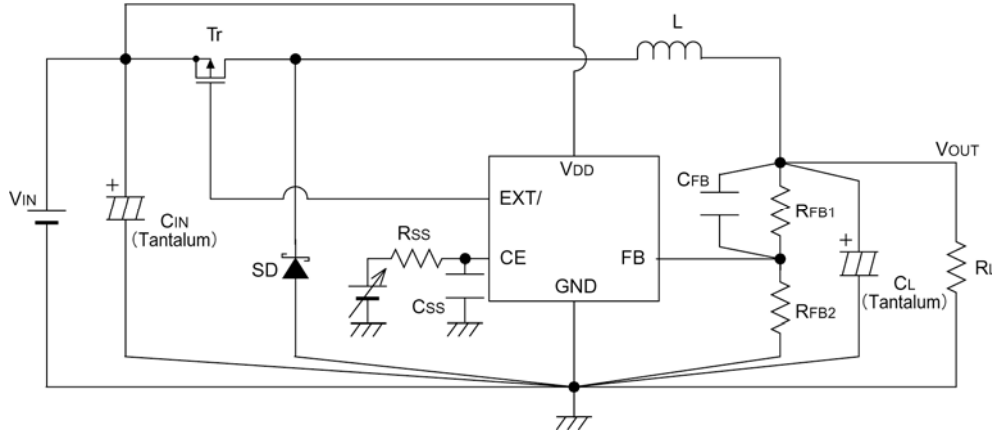 Tr
L
VIN
+
CIN
(Tantalum)
SD
RSS
CSS
VDD
EXT/
CE
FB
GND
CFB
RFB1
RFB2
VOUT
+
CL
(Tantalum)
RL